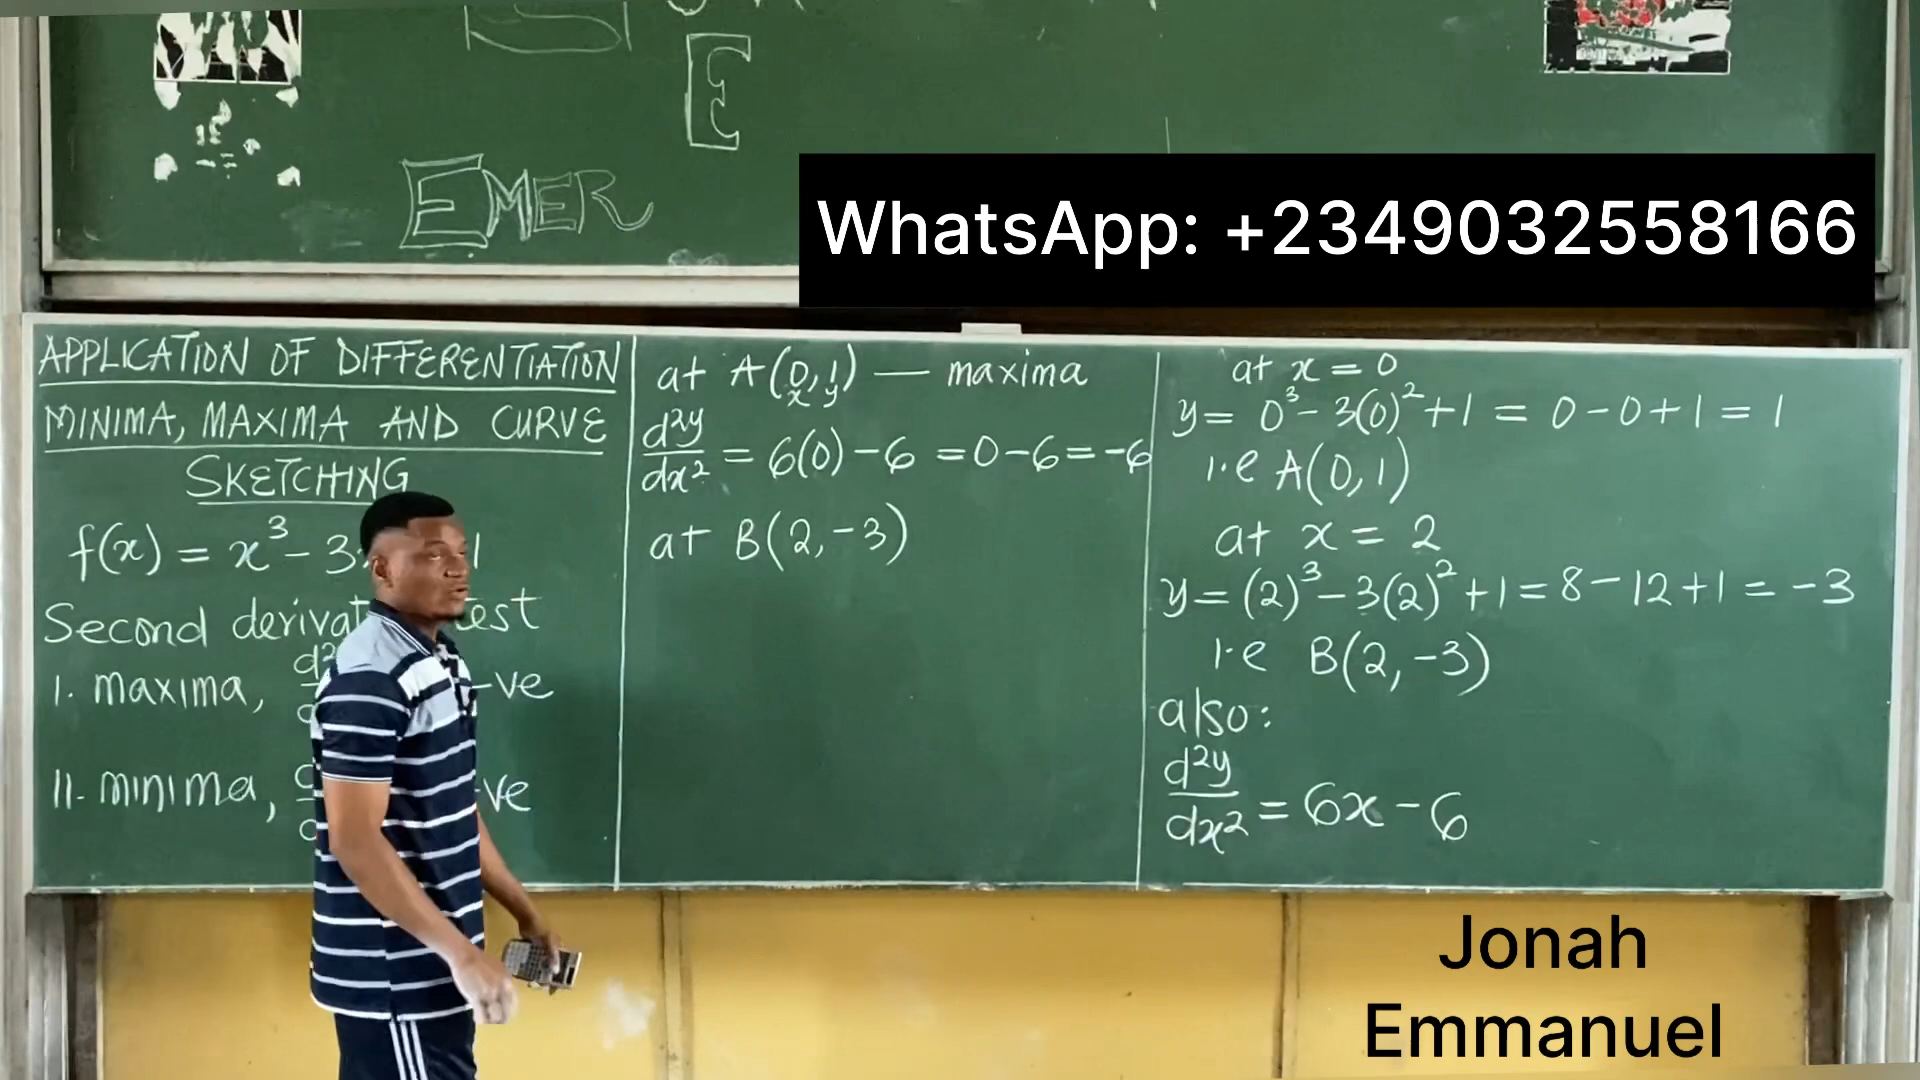 E
EMER
WhatsApp: +2349032558166
APPLICATION OF DIFFERENTIATION
MINIMA, MAXIMA AND CURVE
SKETCHING
f(x) = x³ - 3
Second test
I. maxima, -ve
II. minima, ve
at A(0,1) — maxima
x y
d²y/dx² = 6(0) - 6 = 0 - 6 = -6
at B(2,-3)
at x = 0
y = 0³ - 3(0)² + 1 = 0 - 0 + 1 = 1
i.e A(0,1)
at x = 2
y = (2)³ - 3(2)² + 1 = 8 - 12 + 1 = -3
i.e B(2,-3)
also:
d²y/dx² = 6x - 6
Jonah
Emmanuel